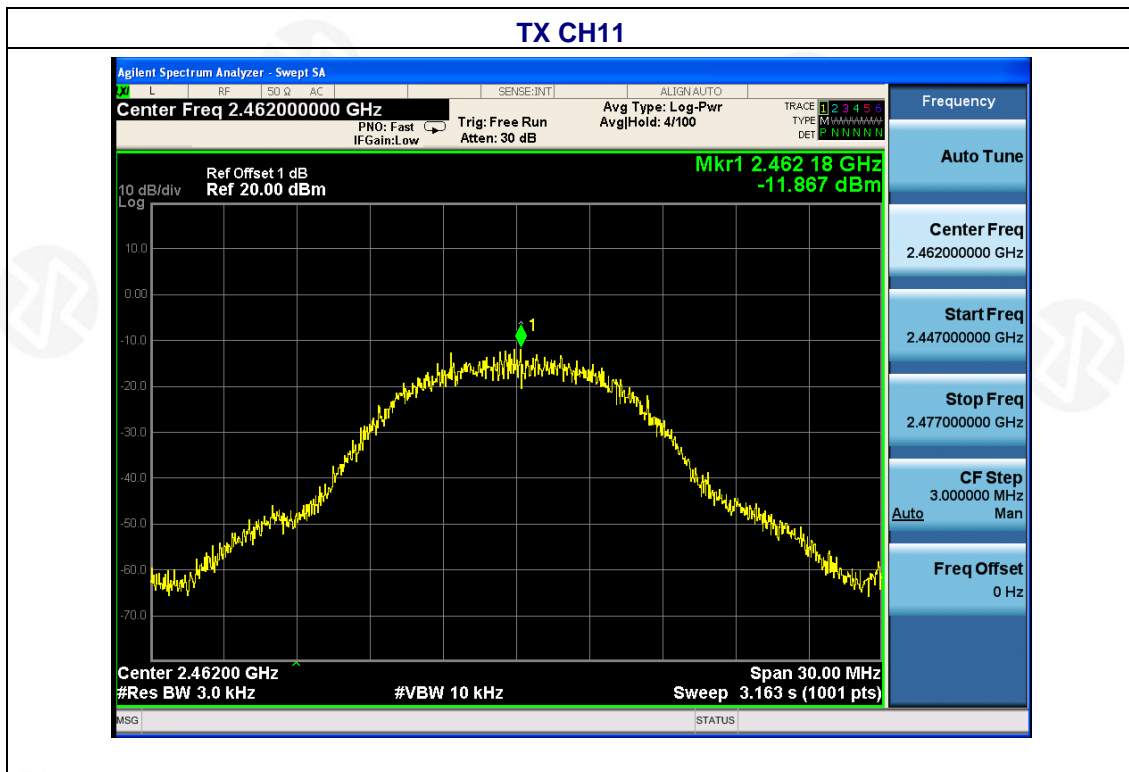 TX CH11
Agilent Spectrum Analyzer - Swept SA
LXI L RF 50 Ω AC SENSE:INT ALIGN AUTO
Center Freq 2.462000000 GHz
PNO: Fast
IFGain:Low
Trig: Free Run
Atten: 30 dB
Avg Type: Log-Pwr
Avg|Hold: 4/100
TRACE 1 2 3 4 5 6
TYPE M WWWWW
DET P N N N N N
Ref Offset 1 dB
Ref 20.00 dBm
10 dB/div
Log
Mkr1 2.462 18 GHz
-11.867 dBm
10.0
0.00
-10.0
-20.0
-30.0
-40.0
-50.0
-60.0
-70.0
1
Center 2.46200 GHz
#Res BW 3.0 kHz
#VBW 10 kHz
Span 30.00 MHz
Sweep 3.163 s (1001 pts)
MSG
STATUS
Frequency
Auto Tune
Center Freq
2.462000000 GHz
Start Freq
2.447000000 GHz
Stop Freq
2.477000000 GHz
CF Step
3.000000 MHz
Auto Man
Freq Offset
0 Hz